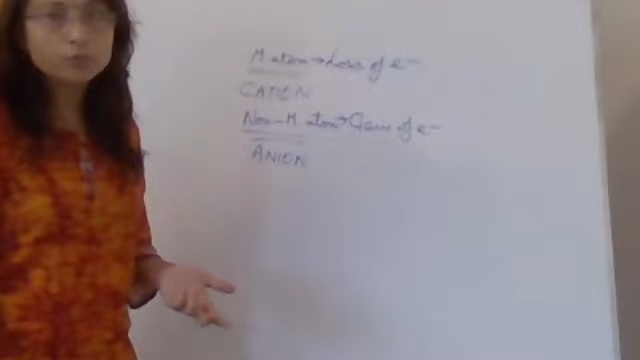 M atom → Loss of e⁻
CATION
Non-M atom → Gain of e⁻
ANION